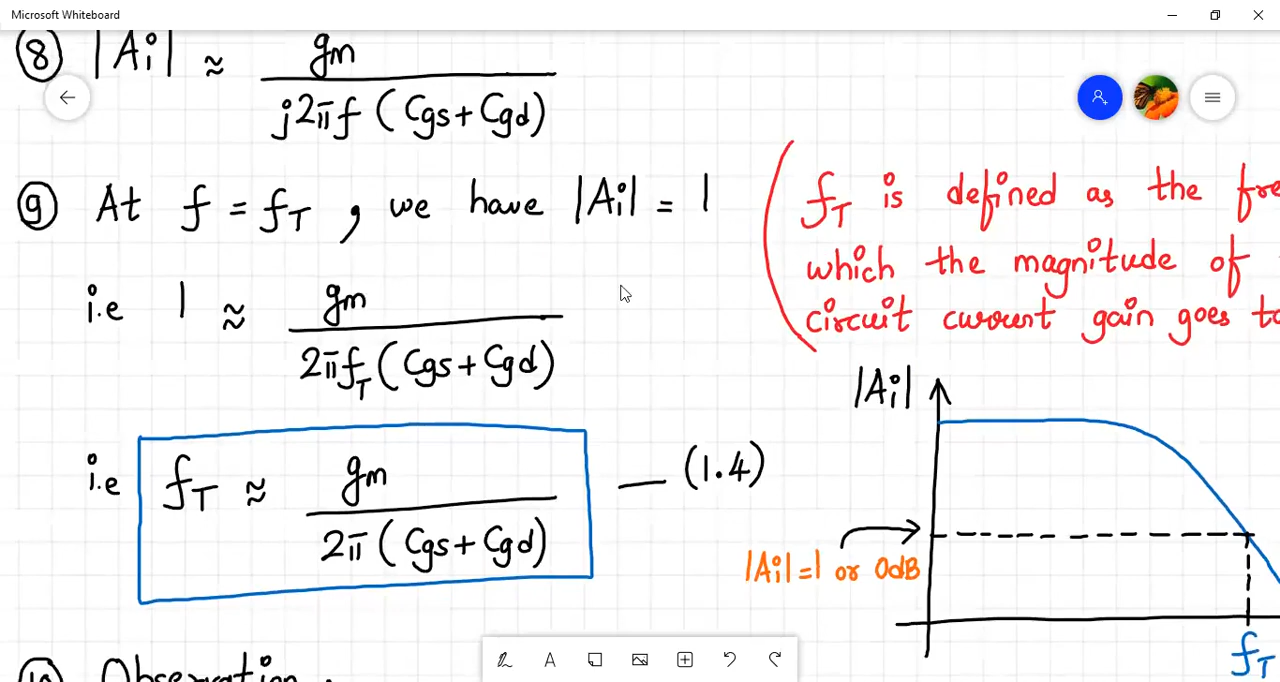 Microsoft Whiteboard
⑧ |Ai| ≈ gm / j2πf (Cgs + Cgd)
⑨ At f = fT, we have |Ai| = 1
i.e 1 ≈ gm / 2πfT (Cgs + Cgd)
i.e fT ≈ gm / 2π (Cgs + Cgd) — (1.4)
Observation :
fT is defined as the fre
which the magnitude of
circuit current gain goes to
|Ai|
|Ai| = 1 or 0dB
fT